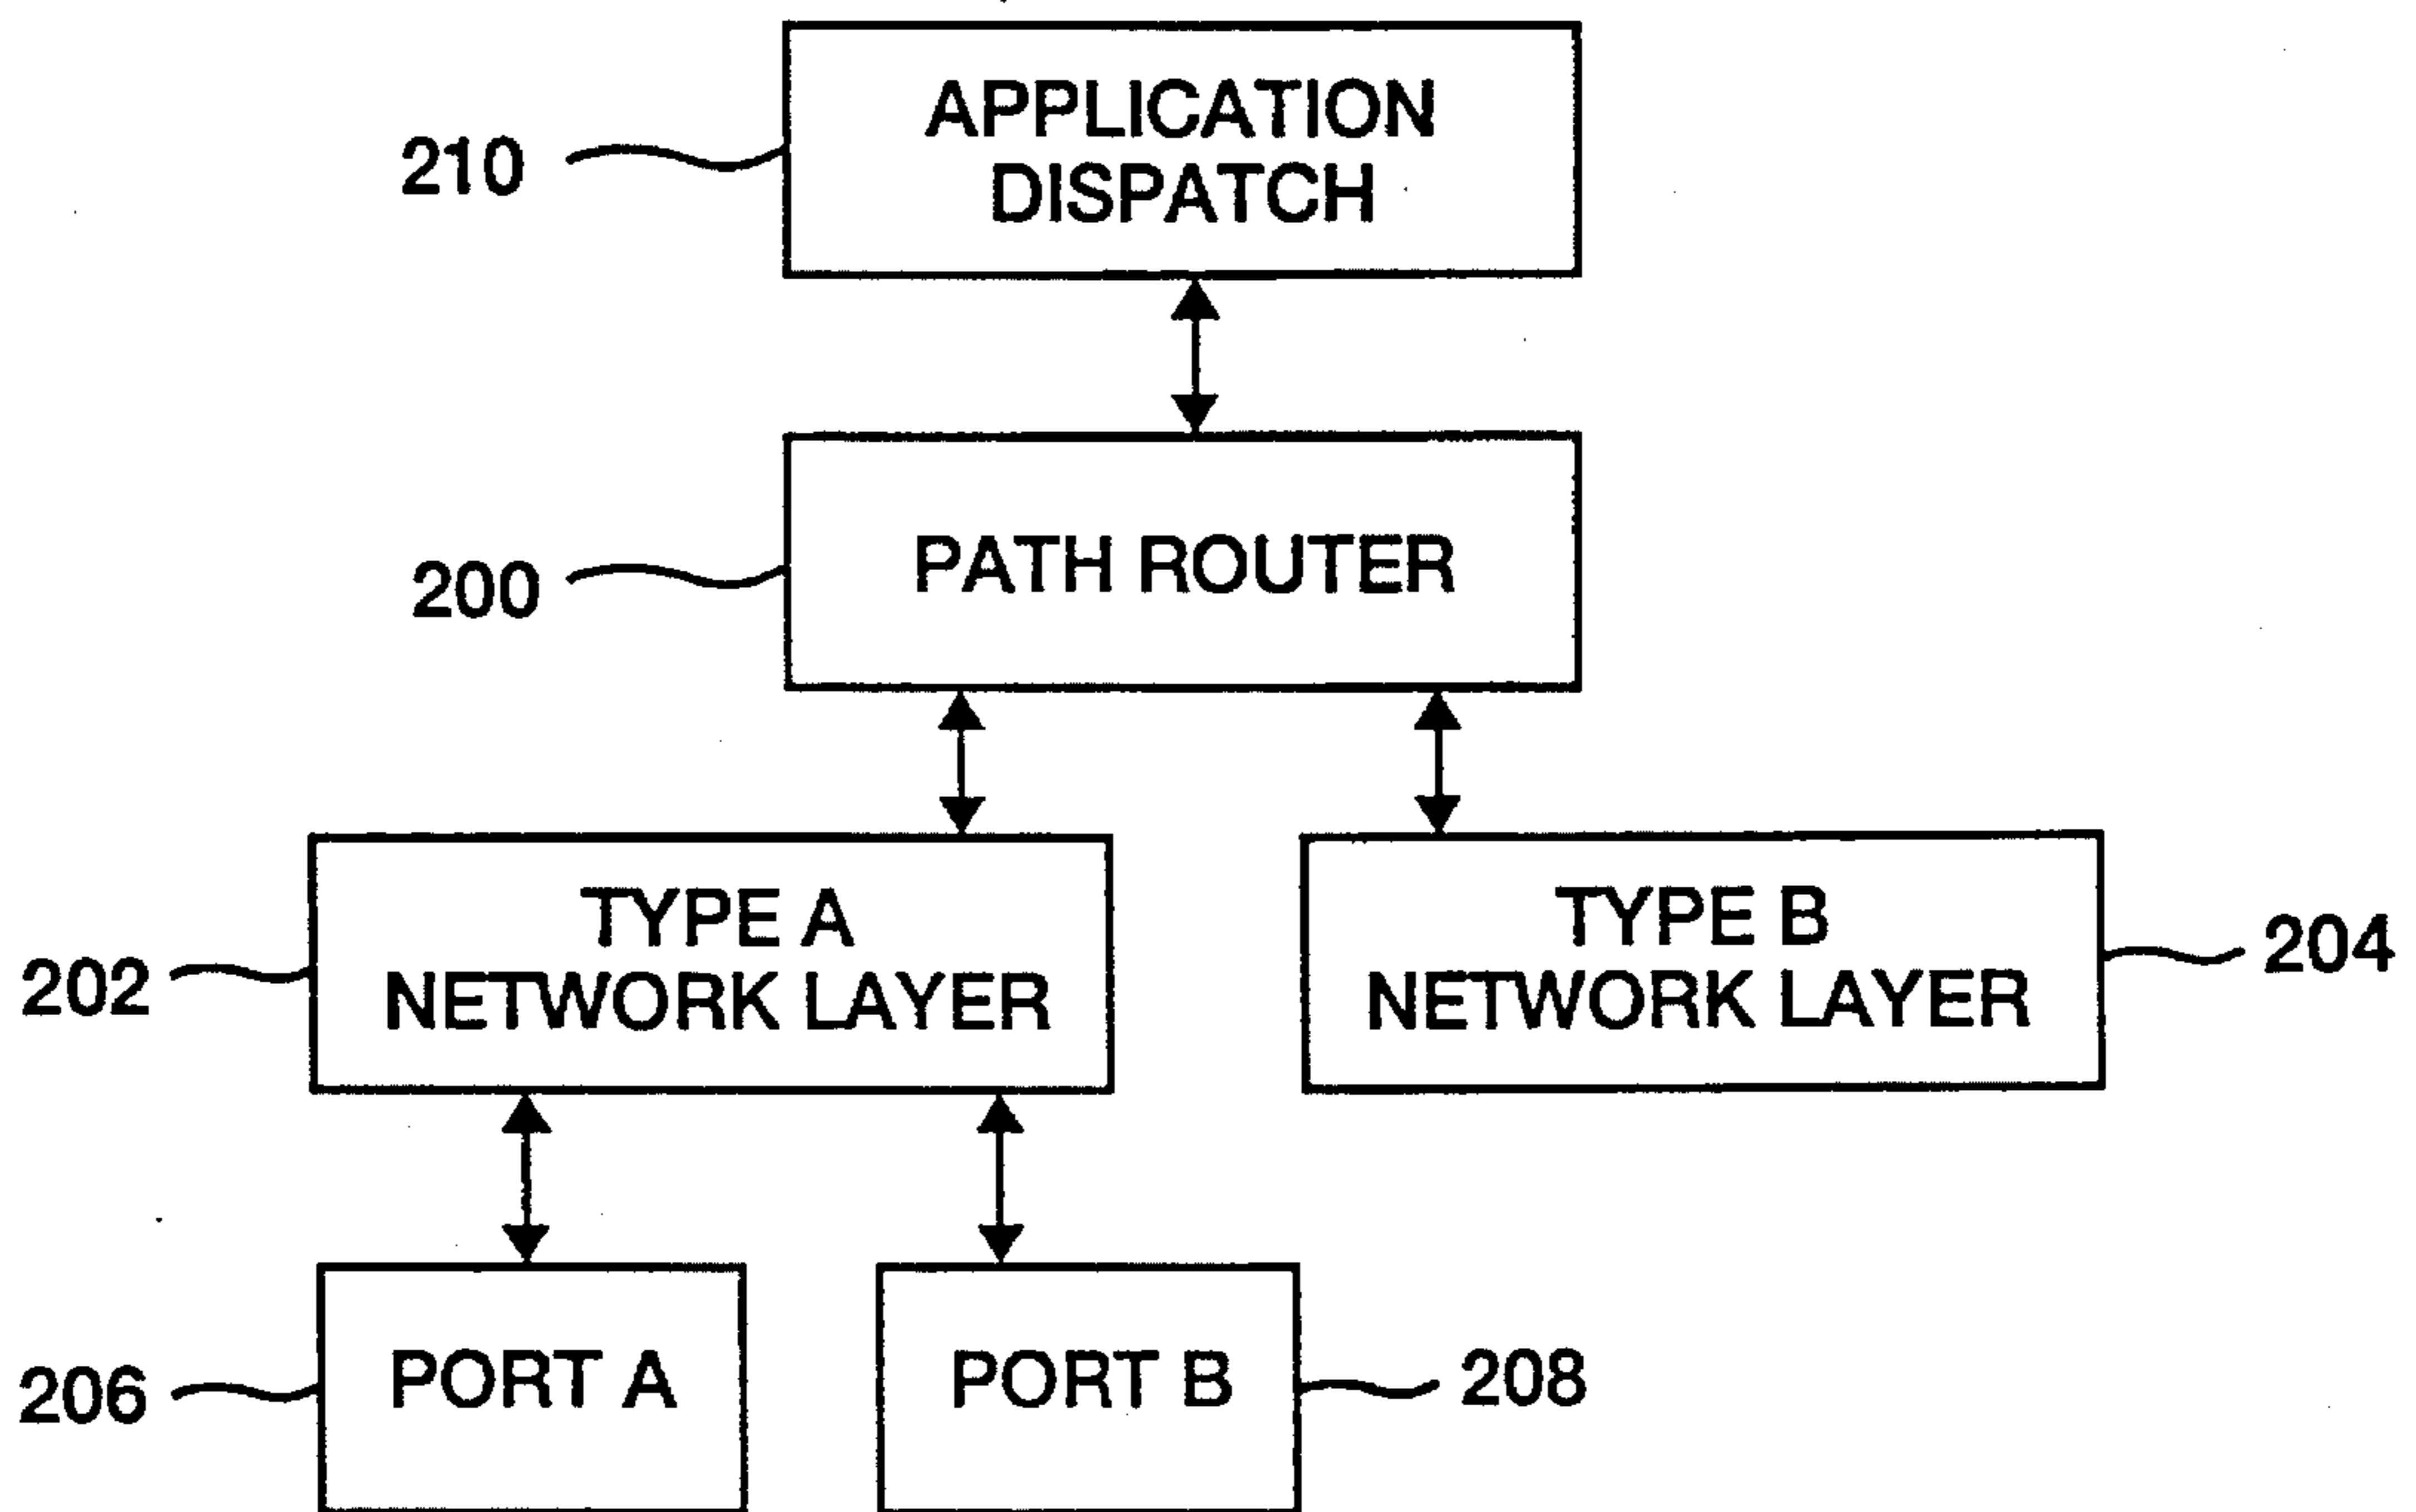 APPLICATION
DISPATCH
210
PATH ROUTER
200
TYPE A
NETWORK LAYER
202
TYPE B
NETWORK LAYER
204
PORT A
206
PORT B
208